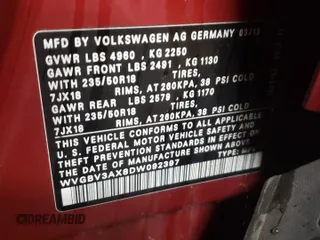 MFD BY VOLKSWAGEN AG GERMANY 03/13
GVWR LBS 4960 , KG 2250
GAWR FRONT LBS 2491 , KG 1130
WITH 235/50R18 TIRES,
7JX18 RIMS, AT 260KPA, 38 PSI COLD
GAWR REAR LBS 2579 , KG 1170
WITH 235/50R18 TIRES,
7JX18 RIMS, AT 260KPA, 38 PSI COLD
THIS VEHICLE CONFORMS TO ALL APPLICABLE
U.S. FEDERAL MOTOR VEHICLE SAFETY
STANDARDS IN EFFECT ON THE DATE OF
MANUFACTURE SHOWN ABOVE.
WVGBV3AX8DW092397 TYPE:
DREAMBID